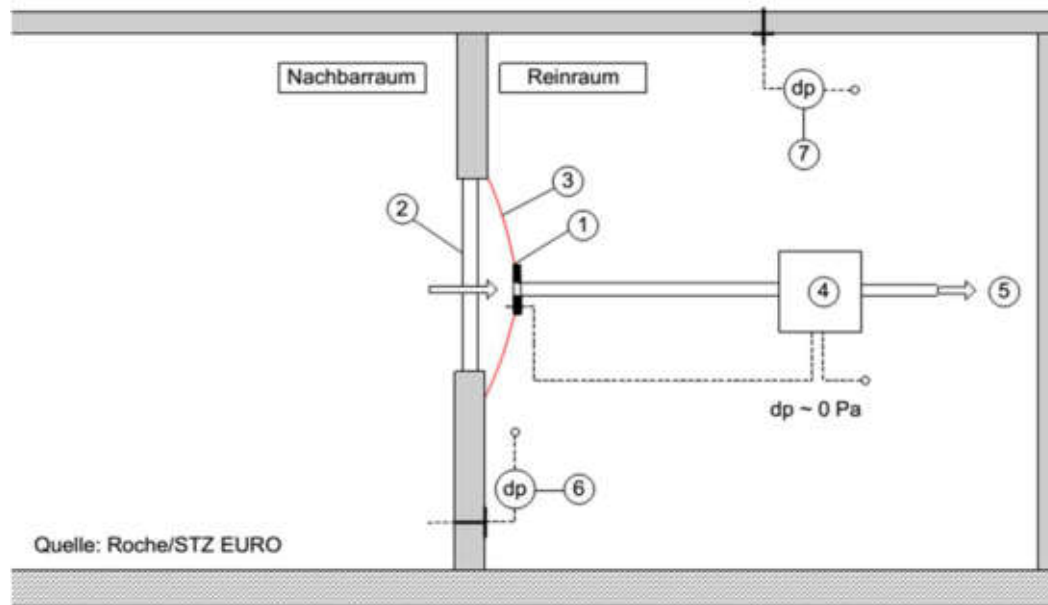 Nachbarraum
Reinraum
dp
7
3
2
1
4
5
dp ~ 0 Pa
dp
6
Quelle: Roche/STZ EURO